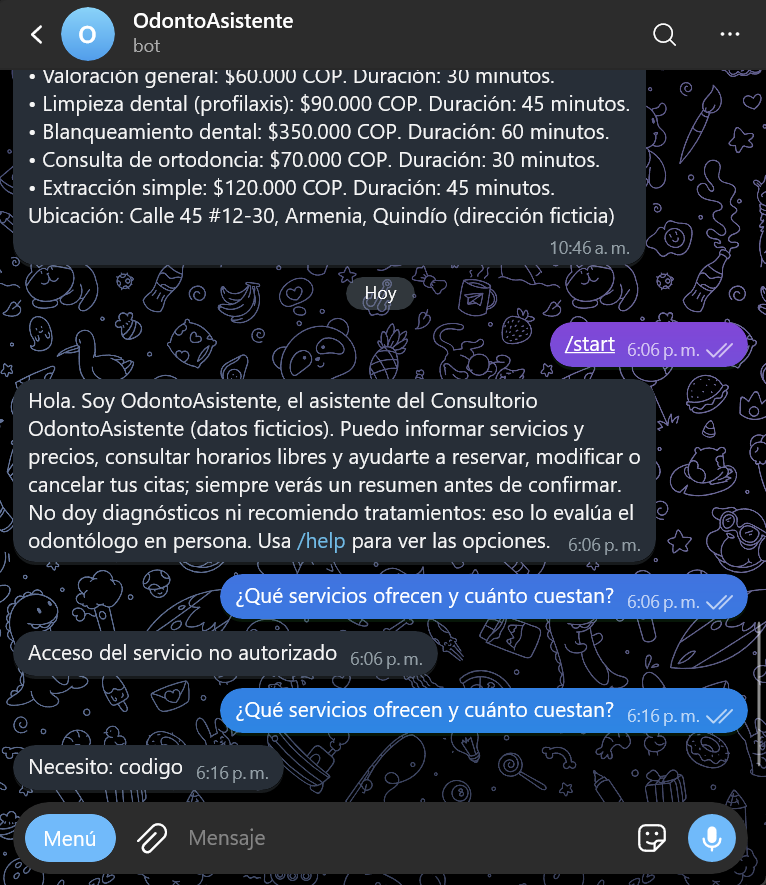 OdontoAsistente
bot
O
• Valoración general: $60.000 COP. Duración: 30 minutos.
• Limpieza dental (profilaxis): $90.000 COP. Duración: 45 minutos.
• Blanqueamiento dental: $350.000 COP. Duración: 60 minutos.
• Consulta de ortodoncia: $70.000 COP. Duración: 30 minutos.
• Extracción simple: $120.000 COP. Duración: 45 minutos.
Ubicación: Calle 45 #12-30, Armenia, Quindío (dirección ficticia)
10:46 a. m.
Hoy
/start 6:06 p. m.
Hola. Soy OdontoAsistente, el asistente del Consultorio
OdontoAsistente (datos ficticios). Puedo informar servicios y
precios, consultar horarios libres y ayudarte a reservar, modificar o
cancelar tus citas; siempre verás un resumen antes de confirmar.
No doy diagnósticos ni recomiendo tratamientos: eso lo evalúa el
odontólogo en persona. Usa /help para ver las opciones. 6:06 p. m.
¿Qué servicios ofrecen y cuánto cuestan? 6:06 p. m.
Acceso del servicio no autorizado 6:06 p. m.
¿Qué servicios ofrecen y cuánto cuestan? 6:16 p. m.
Necesito: codigo 6:16 p. m.
Menú
Mensaje